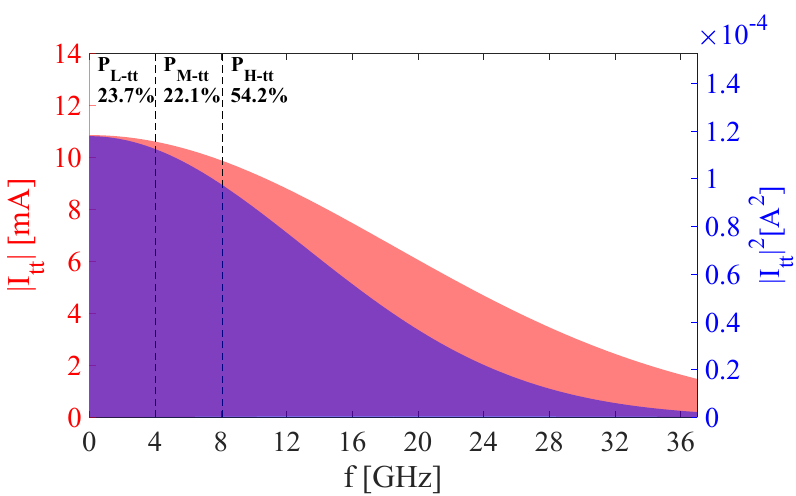 ×10^-4
14
12
10
8
6
4
2
0
|I_tt| [mA]
P_L-tt
23.7%
P_M-tt
22.1%
P_H-tt
54.2%
1.4
1.2
1
0.8
0.6
0.4
0.2
0
|I_tt|^2 [A^2]
0 4 8 12 16 20 24 28 32 36
f [GHz]